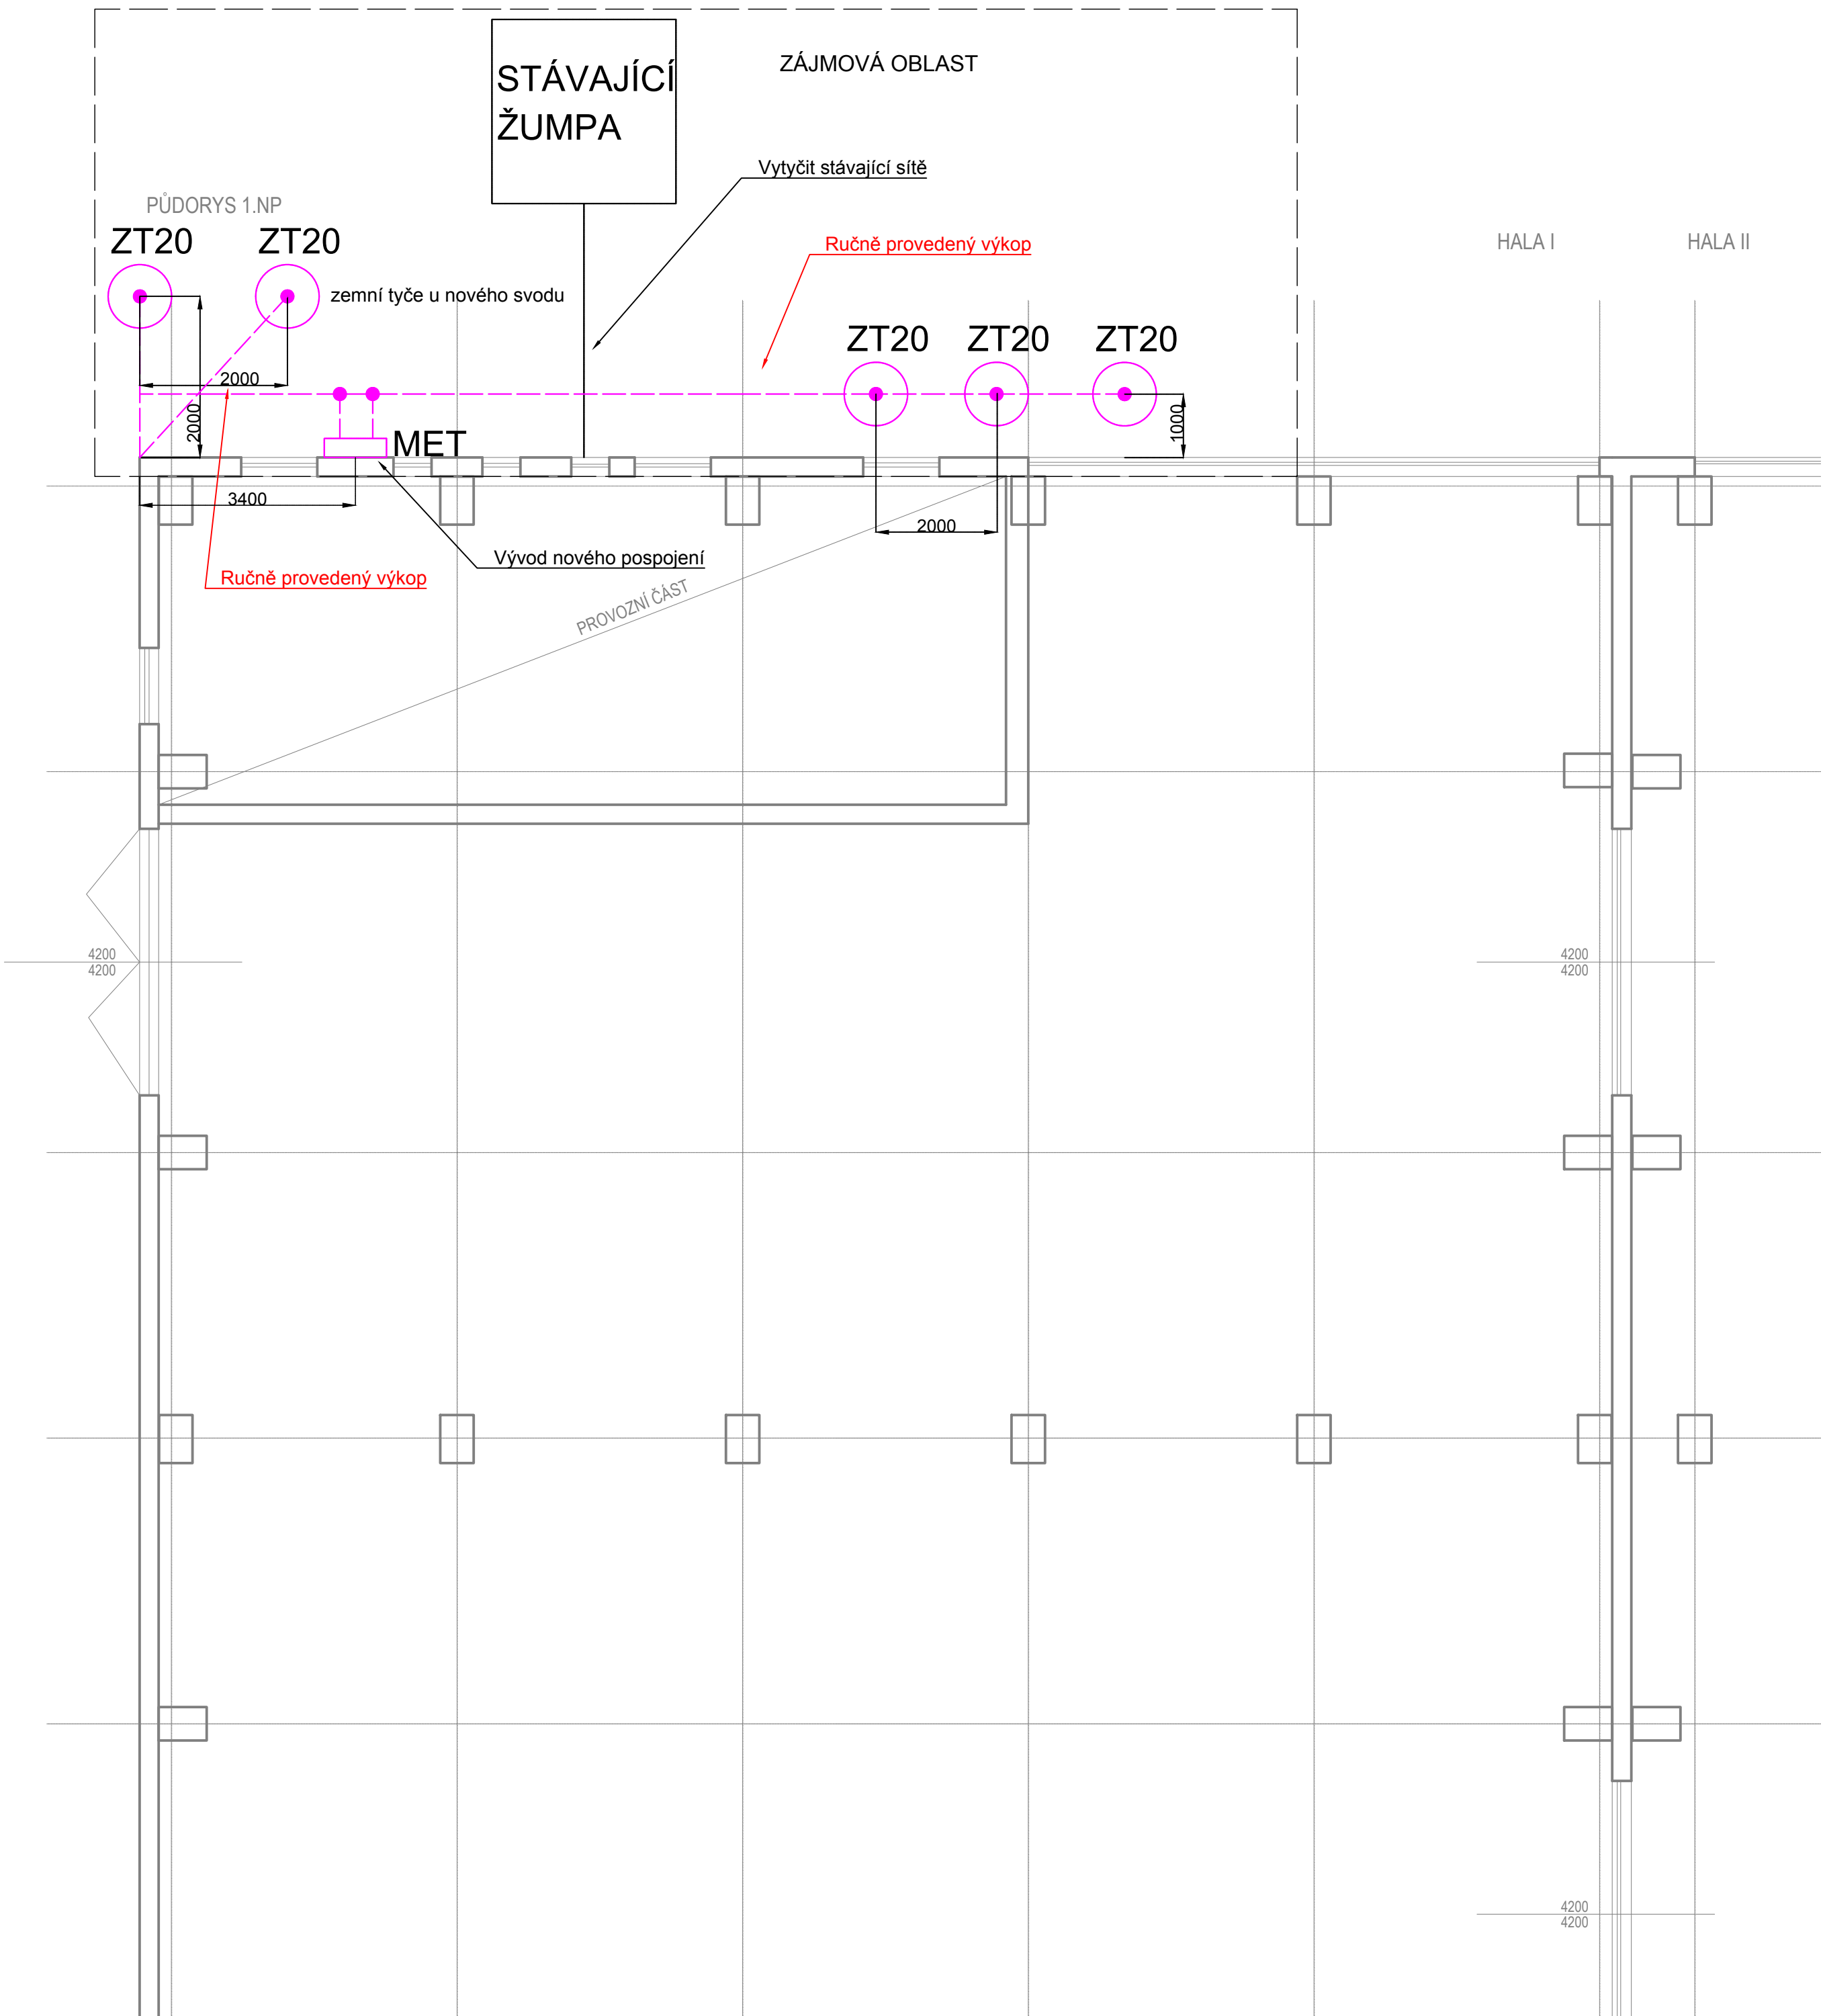 STÁVAJÍCÍ
ŽUMPA
ZÁJMOVÁ OBLAST
Vytyčit stávající sítě
PŮDORYS 1.NP
ZT20
ZT20
Ručně provedený výkop
HALA I
HALA II
zemní tyče u nového svodu
ZT20
ZT20
ZT20
2000
2000
1000
MET
3400
2000
Vývod nového pospojení
Ručně provedený výkop
PROVOZNÍ ČÁST
4200
4200
4200
4200
4200
4200